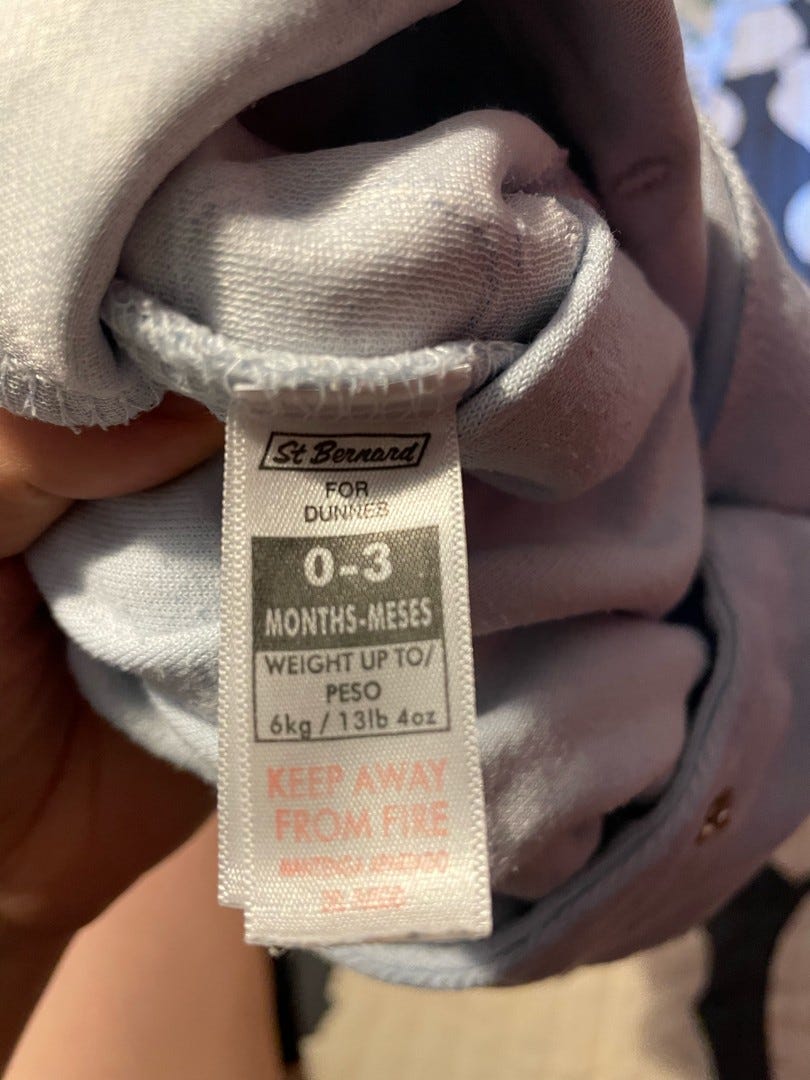 St Bernard
FOR
DUNNES
0-3
MONTHS-MESES
WEIGHT UP TO/
PESO
6kg / 13lb 4oz
KEEP AWAY
FROM FIRE